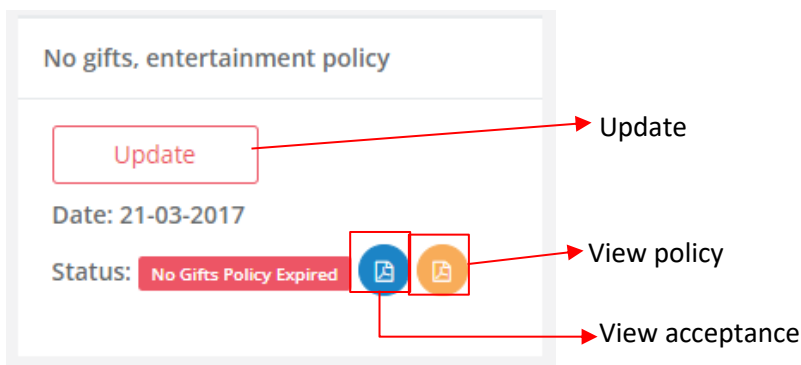 No gifts, entertainment policy
Update
Update
Date: 21-03-2017
Status: No Gifts Policy Expired
View policy
View acceptance